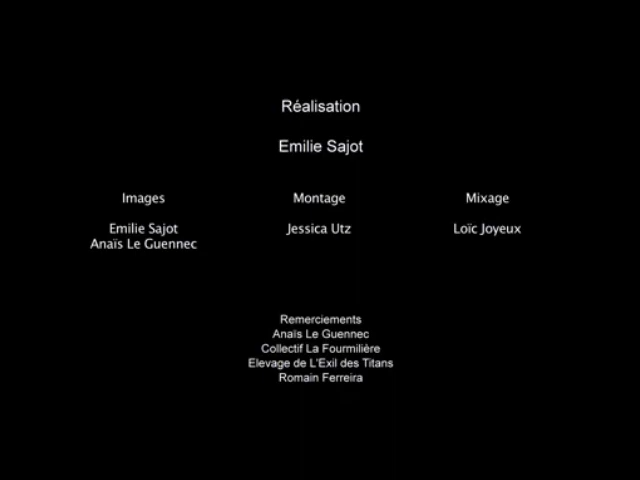 Réalisation
Emilie Sajot
Images
Emilie Sajot
Anaïs Le Guennec
Montage
Jessica Utz
Mixage
Loïc Joyeux
Remerciements
Anaïs Le Guennec
Collectif La Fourmilière
Elevage de L'Exil des Titans
Romain Ferreira